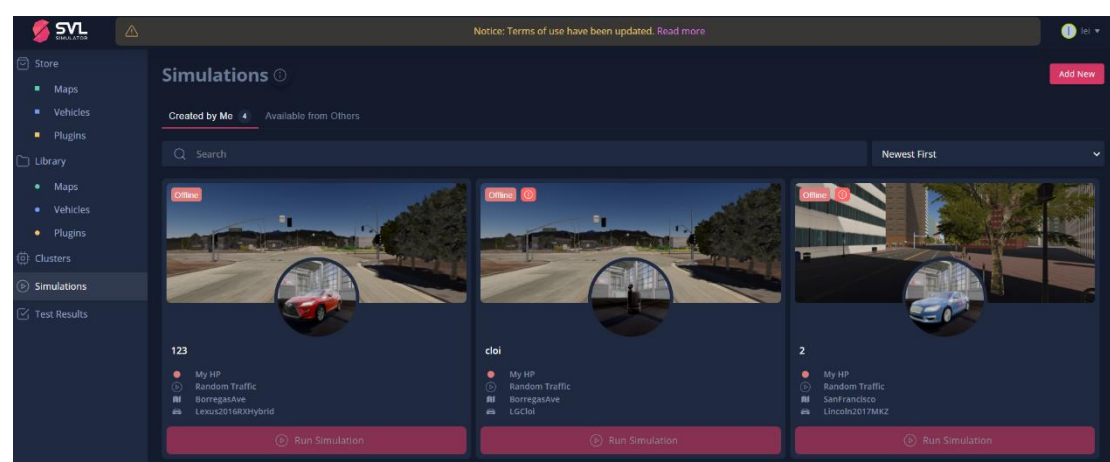 SVL
SIMULATOR
Notice: Terms of use have been updated. Read more
l lei
Store
Maps
Vehicles
Plugins
Library
Maps
Vehicles
Plugins
Clusters
Simulations
Test Results
Simulations
Add New
Created by Me 4 Available from Others
Search
Newest First
Offline
123
My HP
Random Traffic
BorregasAve
Lexus2016RXHybrid
Run Simulation
Offline
cloi
My HP
Random Traffic
BorregasAve
LGCloi
Run Simulation
Offline
2
My HP
Random Traffic
SanFrancisco
Lincoln2017MKZ
Run Simulation